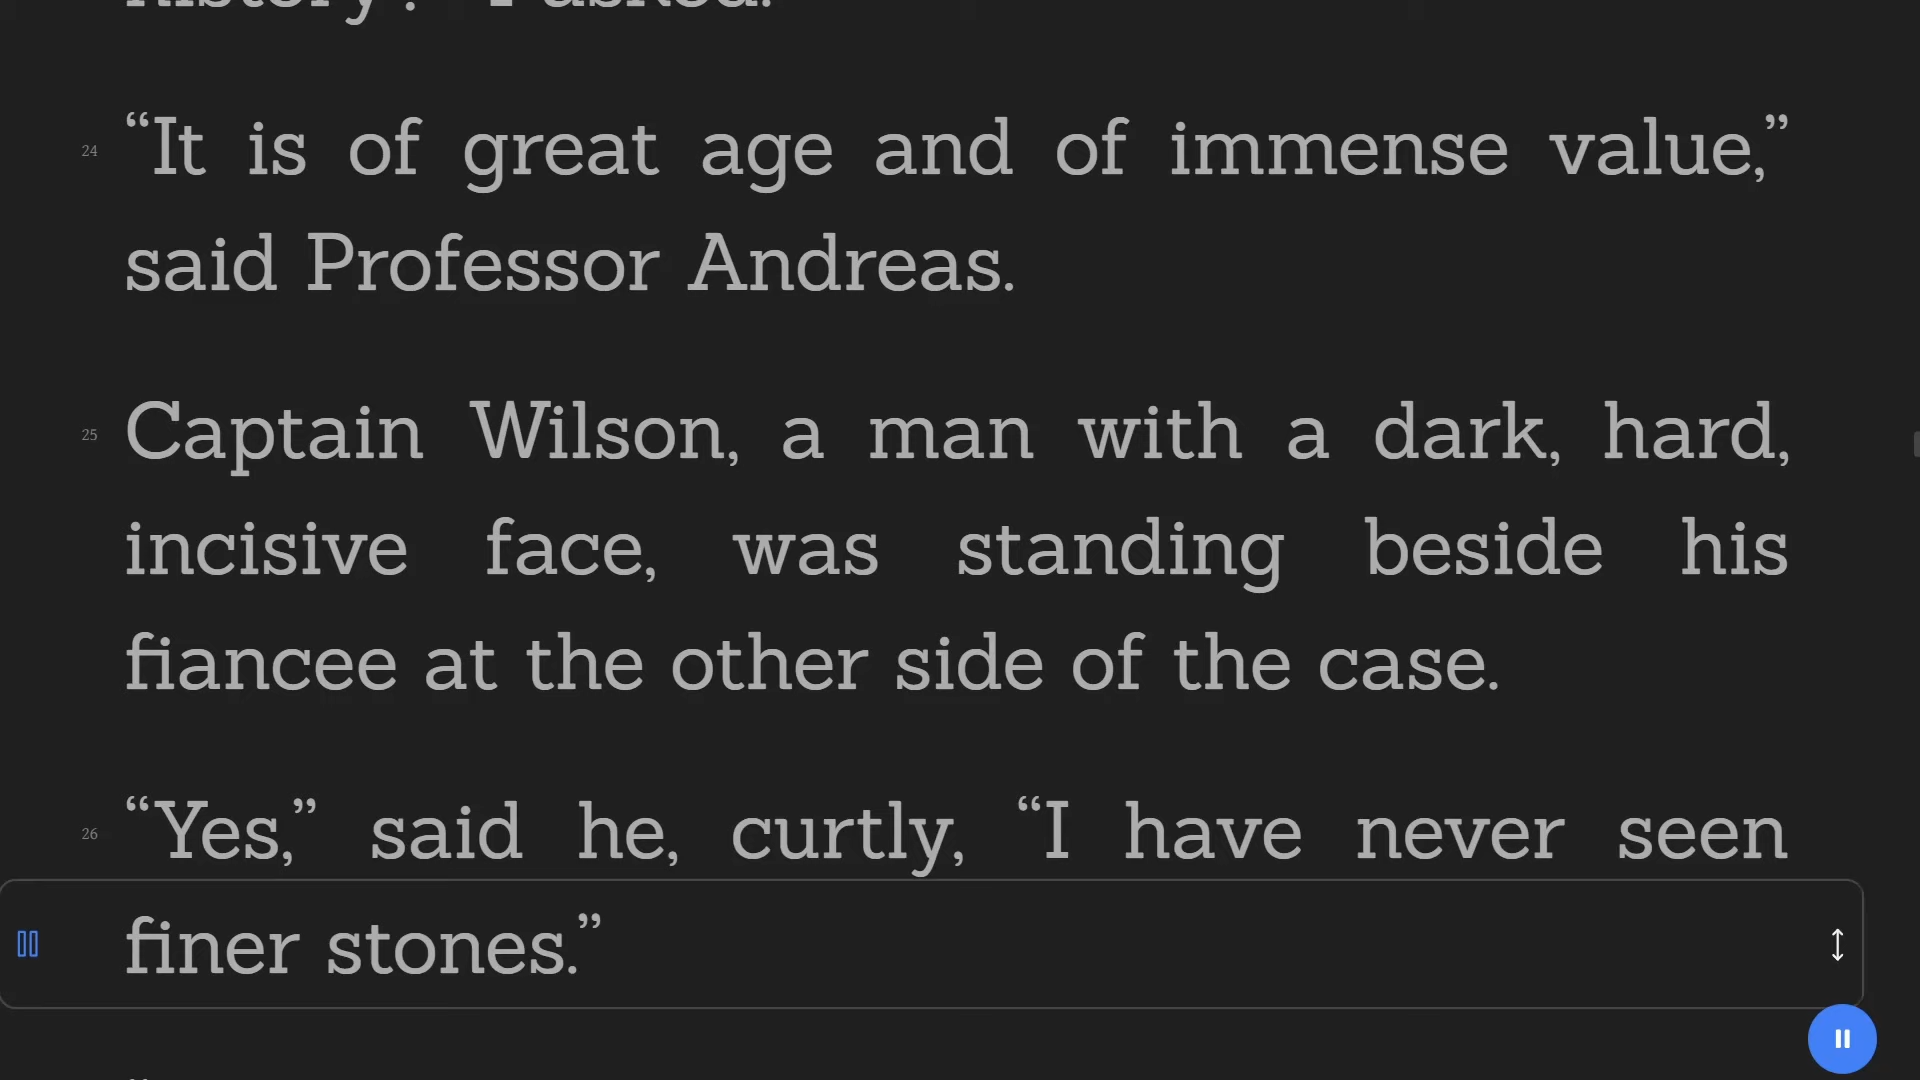 history?" I asked.
24 “It is of great age and of immense value,”
said Professor Andreas.
25 Captain Wilson, a man with a dark, hard,
incisive face, was standing beside his
fiancee at the other side of the case.
26 “Yes,” said he, curtly, “I have never seen
finer stones.”